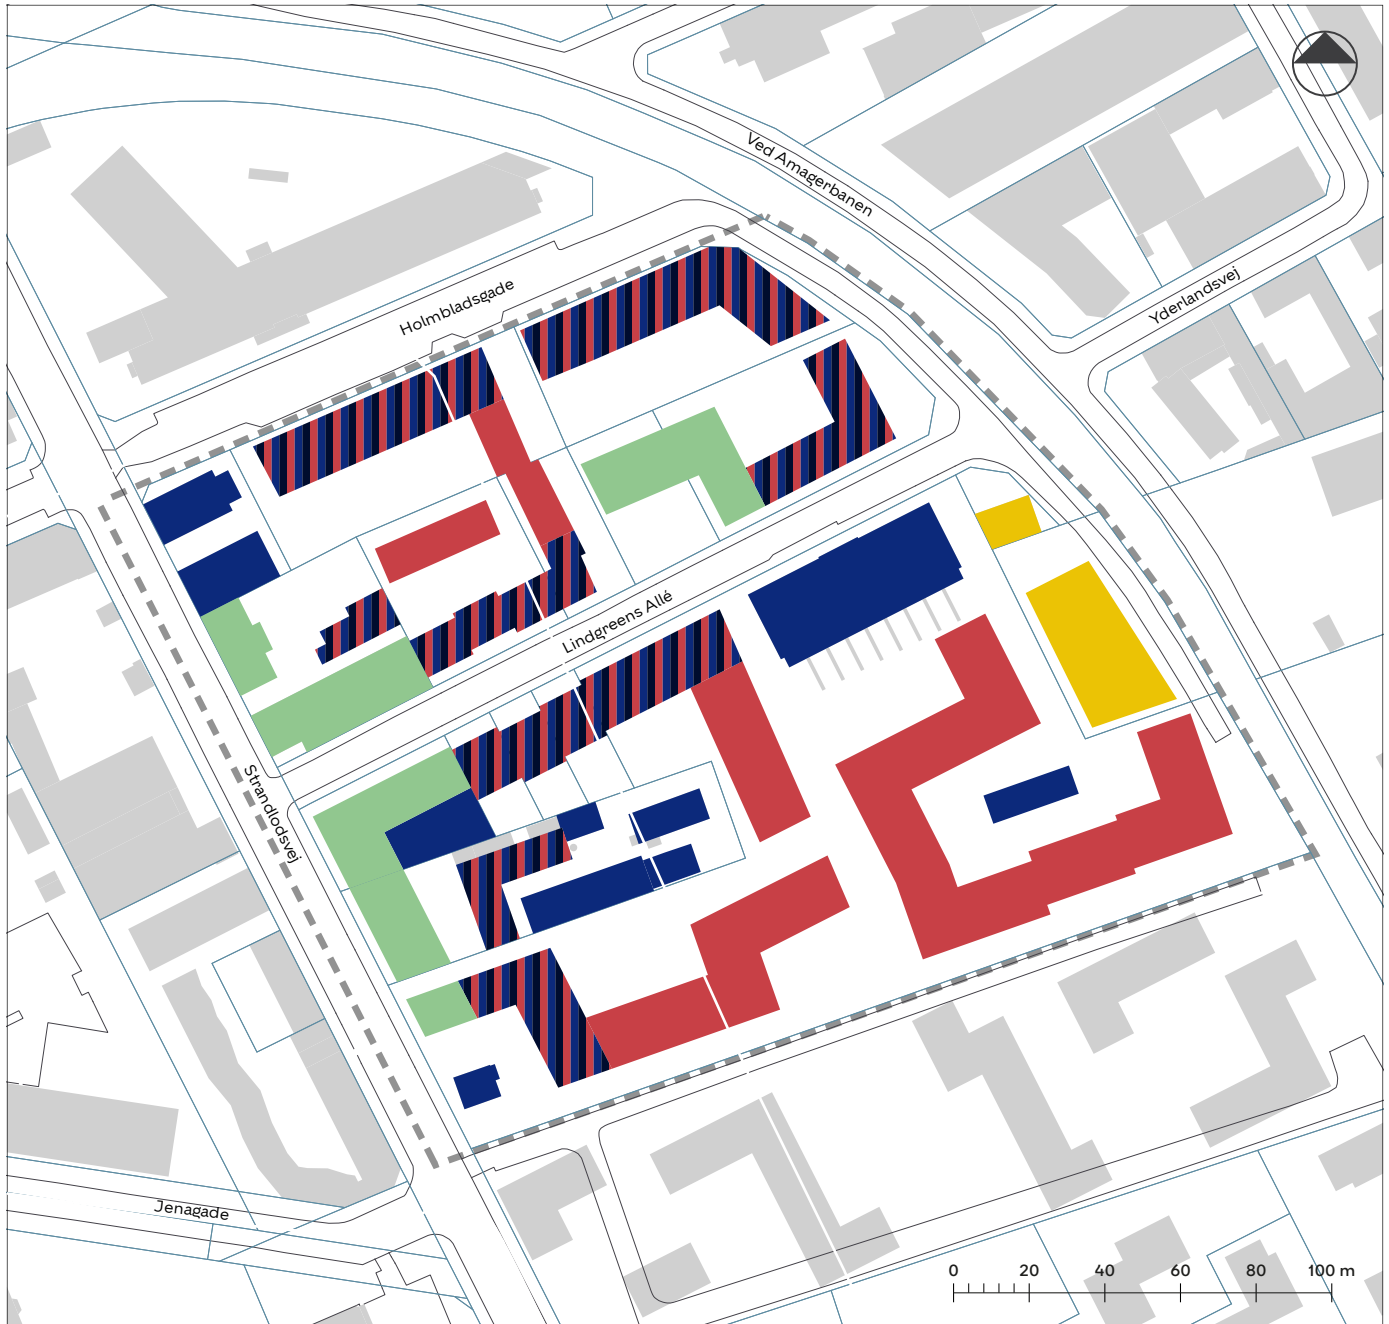 Ved Amagerbanen
Yderlandsvej
Holmbladsgade
Lindgreens Allé
Strandlodsvej
Jenagade
0 20 40 60 80 100 m